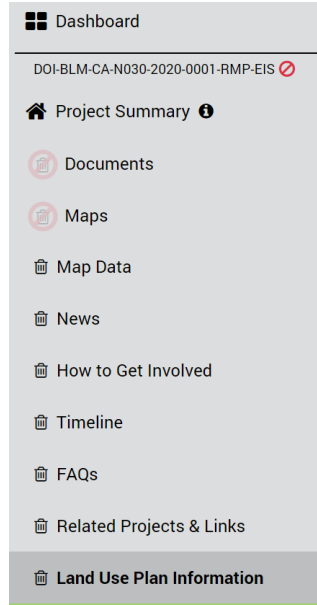 Dashboard
DOI-BLM-CA-N030-2020-0001-RMP-EIS
Project Summary
Documents
Maps
Map Data
News
How to Get Involved
Timeline
FAQs
Related Projects & Links
Land Use Plan Information